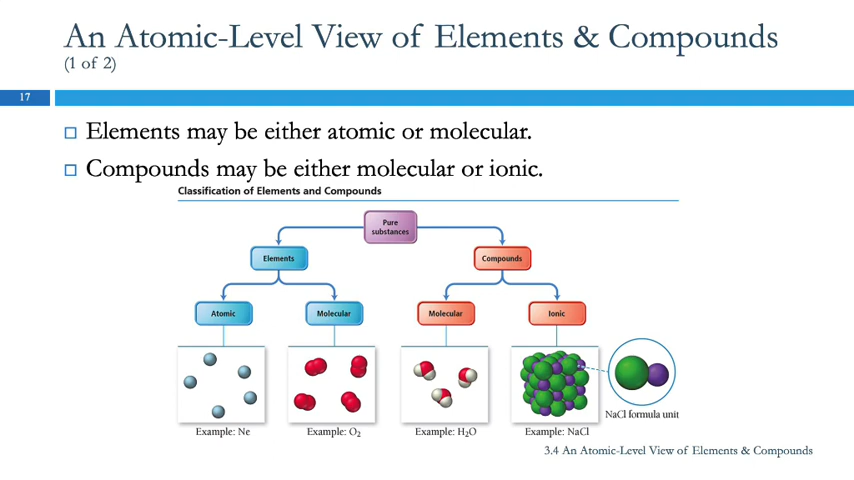 An Atomic-Level View of Elements & Compounds
(1 of 2)
17
Elements may be either atomic or molecular.
Compounds may be either molecular or ionic.
Classification of Elements and Compounds
Pure
substances
Elements
Compounds
Atomic
Molecular
Molecular
Ionic
NaCl formula unit
Example: Ne
Example: O₂
Example: H₂O
Example: NaCl
3.4 An Atomic-Level View of Elements & Compounds